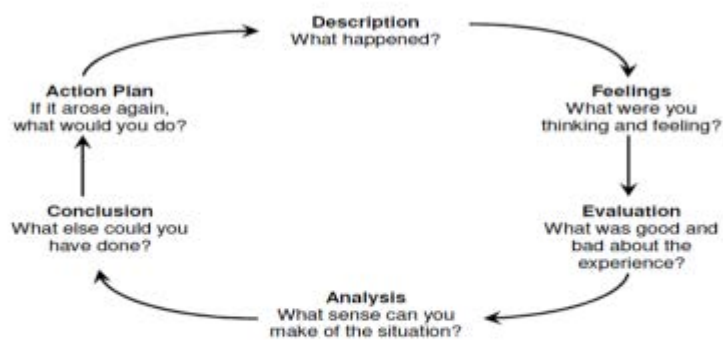 Description
What happened?
Feelings
What were you
thinking and feeling?
Evaluation
What was good and
bad about the
experience?
Analysis
What sense can you
make of the situation?
Conclusion
What else could you
have done?
Action Plan
If it arose again,
what would you do?